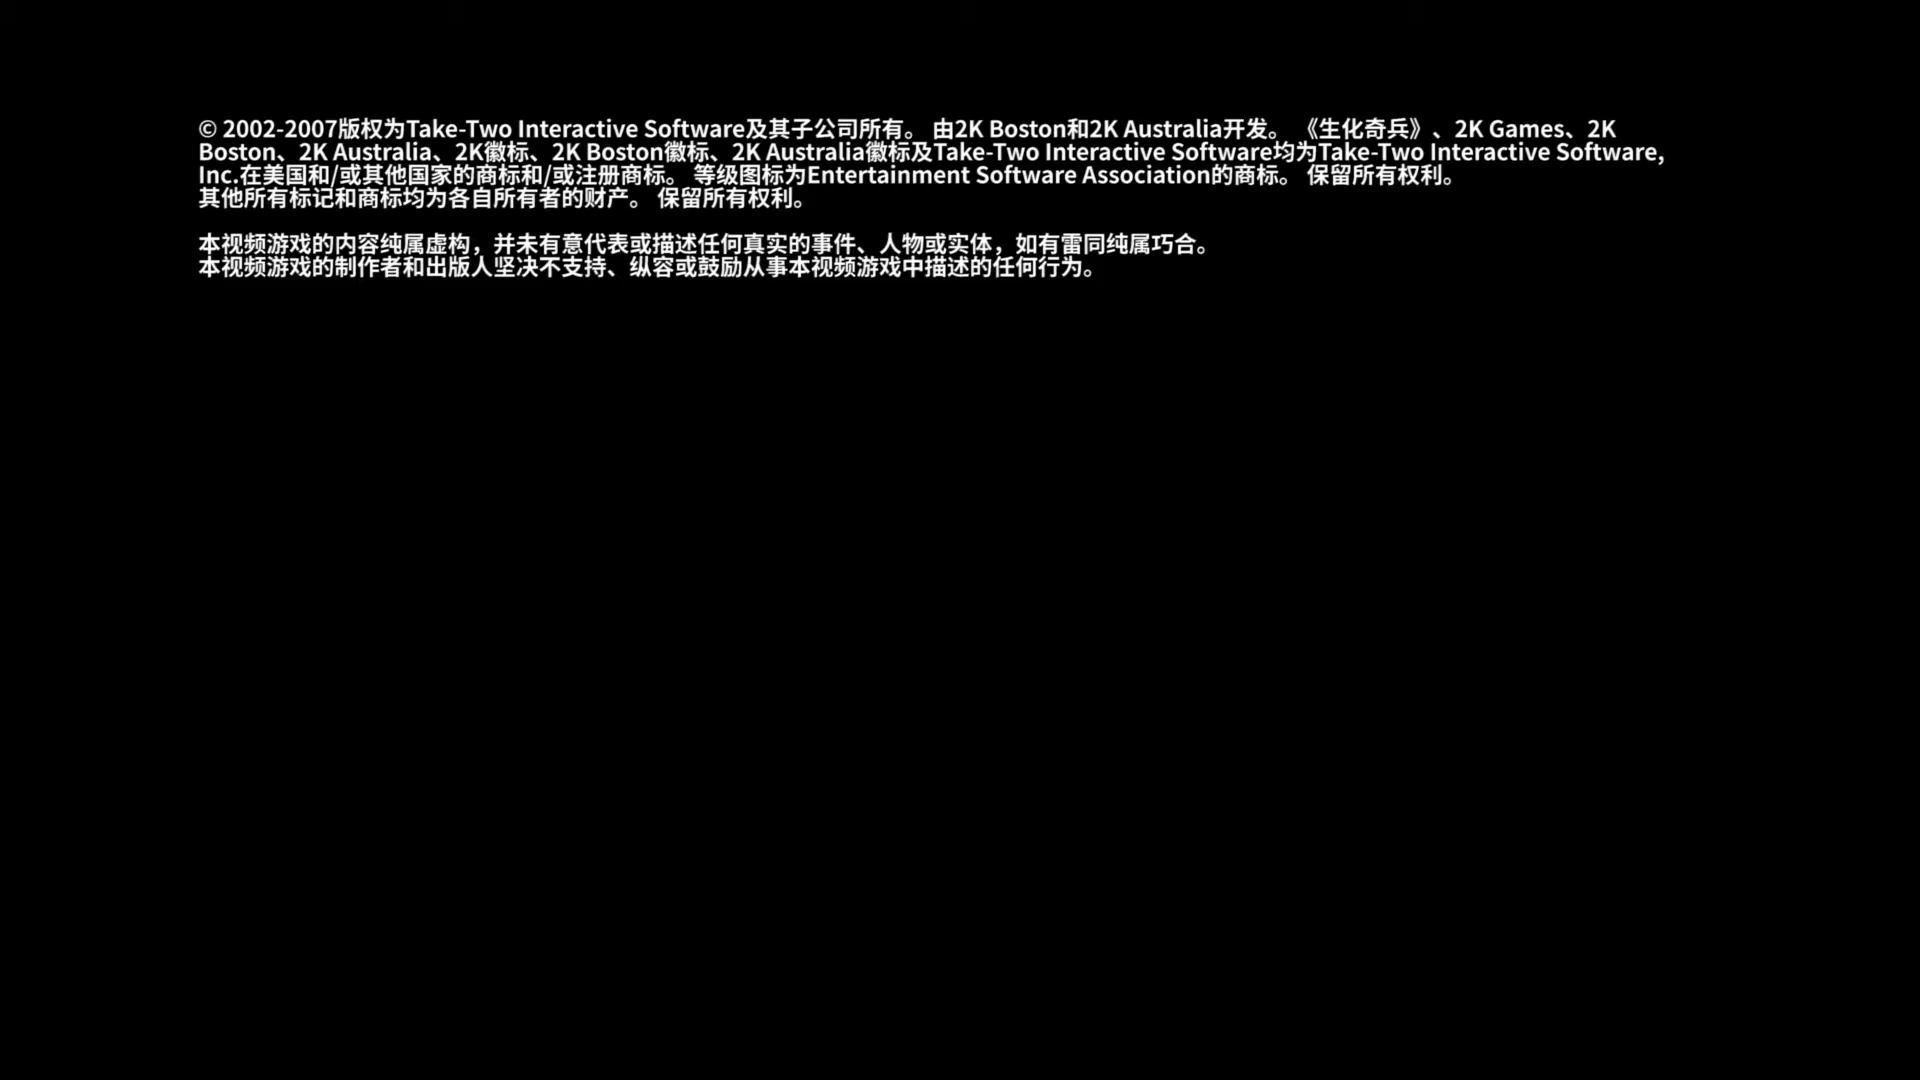 © 2002-2007版权为Take-Two Interactive Software及其子公司所有。 由2K Boston和2K Australia开发。 《生化奇兵》、2K Games、2K
Boston、2K Australia、2K徽标、2K Boston徽标、2K Australia徽标及Take-Two Interactive Software均为Take-Two Interactive Software,
Inc.在美国和/或其他国家的商标和/或注册商标。 等级图标为Entertainment Software Association的商标。 保留所有权利。
其他所有标记和商标均为各自所有者的财产。 保留所有权利。
本视频游戏的内容纯属虚构，并未有意代表或描述任何真实的事件、人物或实体，如有雷同纯属巧合。
本视频游戏的制作者和出版人坚决不支持、纵容或鼓励从事本视频游戏中描述的任何行为。